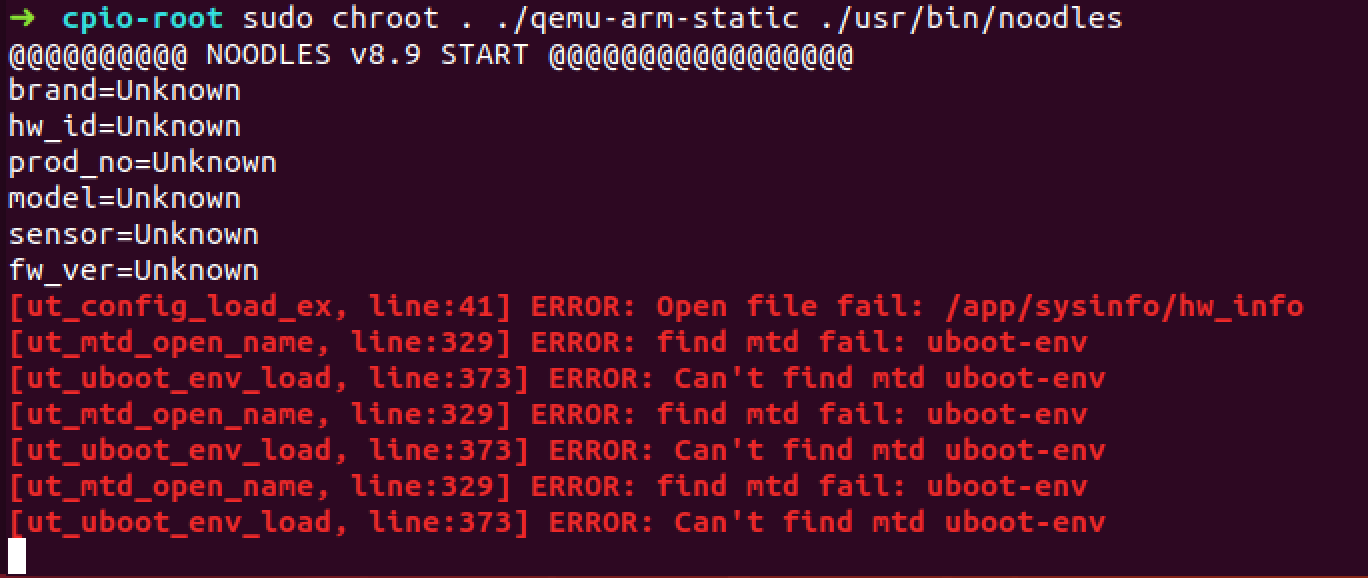 → cpio-root sudo chroot . ./qemu-arm-static ./usr/bin/noodles
@@@@@@@@@@ NOODLES v8.9 START @@@@@@@@@@@@@@@@@
brand=Unknown
hw_id=Unknown
prod_no=Unknown
model=Unknown
sensor=Unknown
fw_ver=Unknown
[ut_config_load_ex, line:41] ERROR: Open file fail: /app/sysinfo/hw_info
[ut_mtd_open_name, line:329] ERROR: find mtd fail: uboot-env
[ut_uboot_env_load, line:373] ERROR: Can't find mtd uboot-env
[ut_mtd_open_name, line:329] ERROR: find mtd fail: uboot-env
[ut_uboot_env_load, line:373] ERROR: Can't find mtd uboot-env
[ut_mtd_open_name, line:329] ERROR: find mtd fail: uboot-env
[ut_uboot_env_load, line:373] ERROR: Can't find mtd uboot-env